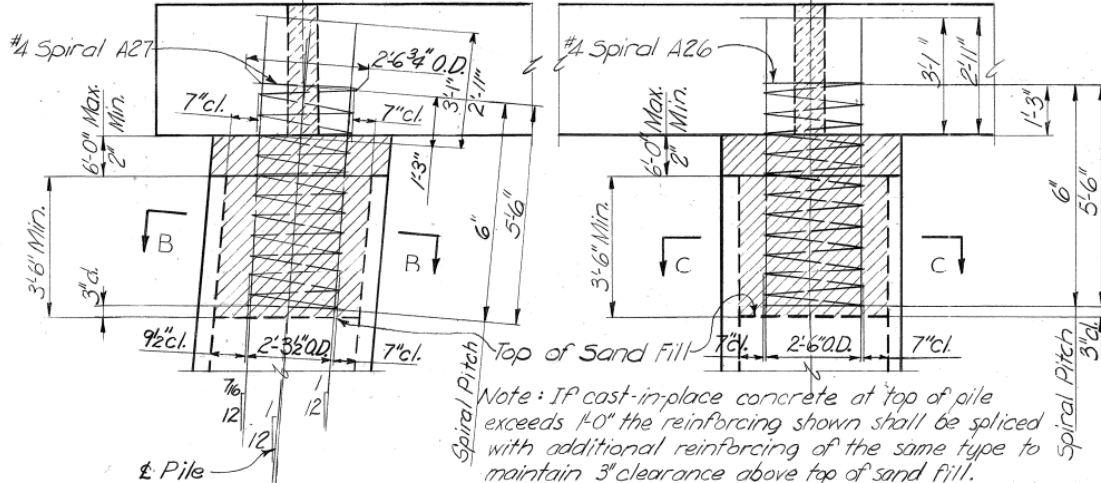 #4 Spiral A27
2'-6 3/4" O.D.
3'-1"
2'-11"
7"cl.
7"cl.
6'-0" Max.
2" Min.
1'-3"
6"
5'-6"
3'-6" Min.
B
B
3"cl.
9½"cl.
2'-3½"O.D.
7"cl.
7/16
12
1
12
1
12
℄ Pile
Spiral Pitch
Top of Sand Fill
#4 Spiral A26
3'-1"
2'-11"
1'-3"
6'-0" Max.
2" Min.
6"
5'-6"
3'-6" Min.
C
C
7"cl.
2'-6"O.D.
7"cl.
3"cl.
Spiral Pitch
Note: If cast-in-place concrete at top of pile
exceeds 1'-0" the reinforcing shown shall be spliced
with additional reinforcing of the same type to
maintain 3" clearance above top of sand fill.